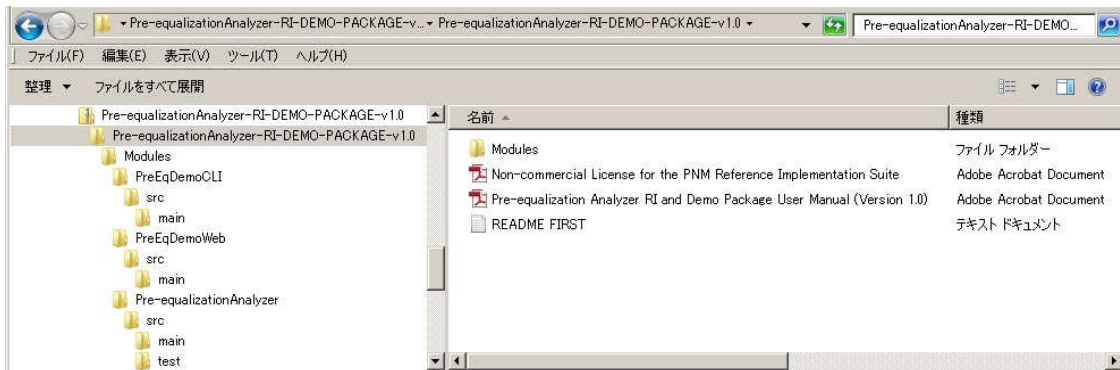 ▾ Pre-equalizationAnalyzer-RI-DEMO-PACKAGE-v... ▾ Pre-equalizationAnalyzer-RI-DEMO-PACKAGE-v1.0 ▾ Pre-equalizationAnalyzer-RI-DEMO...
ファイル(F) 編集(E) 表示(V) ツール(T) ヘルプ(H)
整理 ▼ ファイルをすべて展開
Pre-equalizationAnalyzer-RI-DEMO-PACKAGE-v1.0
Pre-equalizationAnalyzer-RI-DEMO-PACKAGE-v1.0
Modules
PreEqDemoCLI
src
main
PreEqDemoWeb
src
main
Pre-equalizationAnalyzer
src
main
test
名前 種類
Modules ファイル フォルダー
Non-commercial License for the PNM Reference Implementation Suite Adobe Acrobat Document
Pre-equalization Analyzer RI and Demo Package User Manual (Version 1.0) Adobe Acrobat Document
README FIRST テキスト ドキュメント